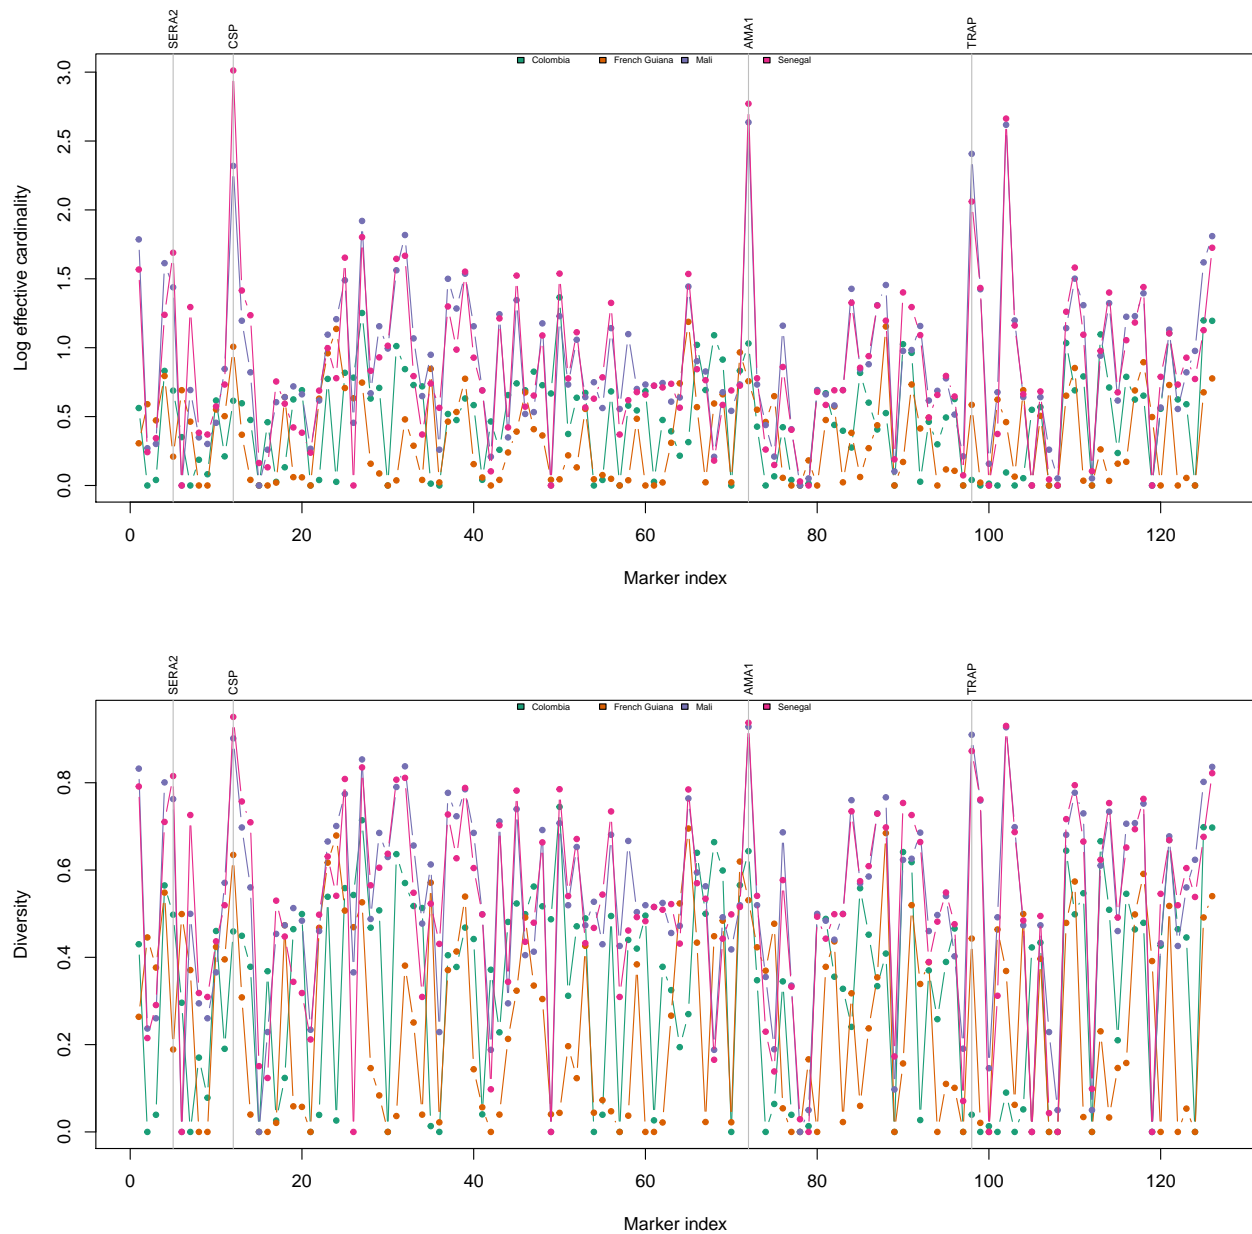 SERA2 CSP AMA1 TRAP
Colombia French Guiana Mali Senegal
Log effective cardinality
3.0
2.5
2.0
1.5
1.0
0.5
0.0
0 20 40 60 80 100 120
Marker index
SERA2 CSP AMA1 TRAP
Colombia French Guiana Mali Senegal
Diversity
0.8
0.6
0.4
0.2
0.0
0 20 40 60 80 100 120
Marker index